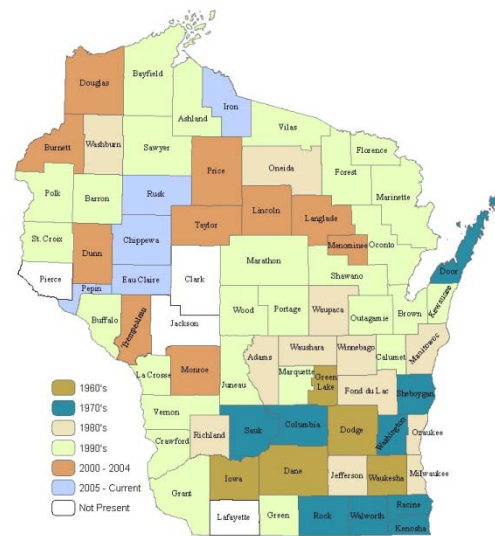 Douglas
Bayfield
Iron
Ashland
Vilas
Burnett
Washburn
Sawyer
Florence
Oneida
Forest
Price
Marinette
Polk
Barron
Rusk
Lincoln
Langlade
Taylor
Oconto
St. Croix
Dunn
Chippewa
Menominee
Door
Marathon
Pierce
Pepin
Eau Claire
Clark
Shawano
Kewaunee
Buffalo
Trempealeau
Jackson
Wood
Portage
Waupaca
Outagamie
Brown
Manitowoc
La Crosse
Monroe
Juneau
Adams
Waushara
Winnebago
Calumet
Marquette
Green
Lake
Fond du Lac
Sheboygan
Vernon
Crawford
Richland
Sauk
Columbia
Dodge
Washington
Ozaukee
Grant
Iowa
Dane
Jefferson
Waukesha
Milwaukee
Lafayette
Green
Rock
Walworth
Racine
Kenosha
1960's
1970's
1980's
1990's
2000 - 2004
2005 - Current
Not Present